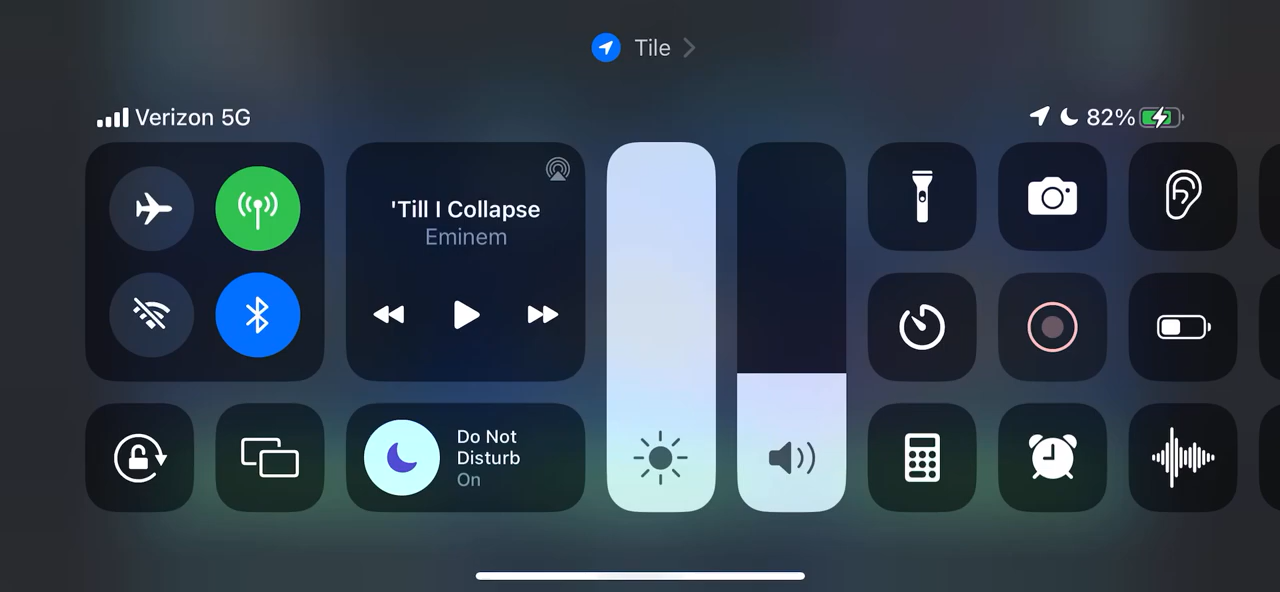 Tile
Verizon 5G
82%
'Till I Collapse
Eminem
Do Not
Disturb
On